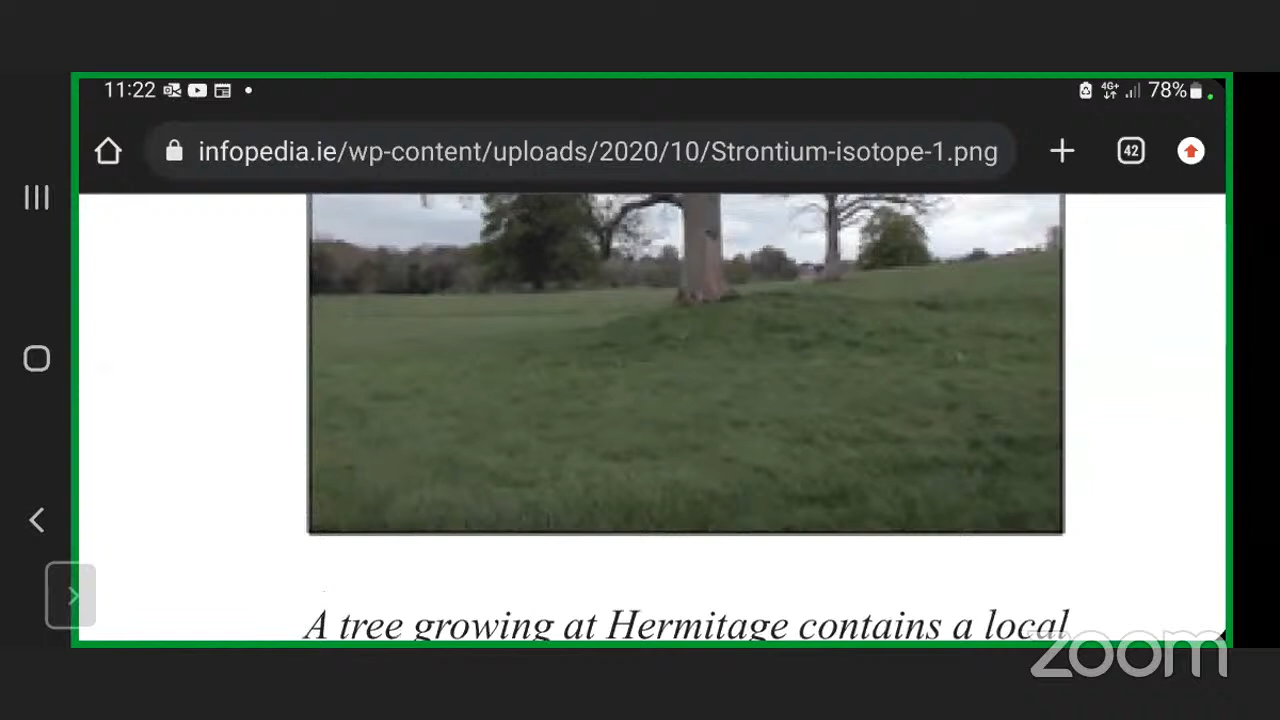 11:22
4G+
78%
infopedia.ie/wp-content/uploads/2020/10/Strontium-isotope-1.png
42
A tree growing at Hermitage contains a local
zoom